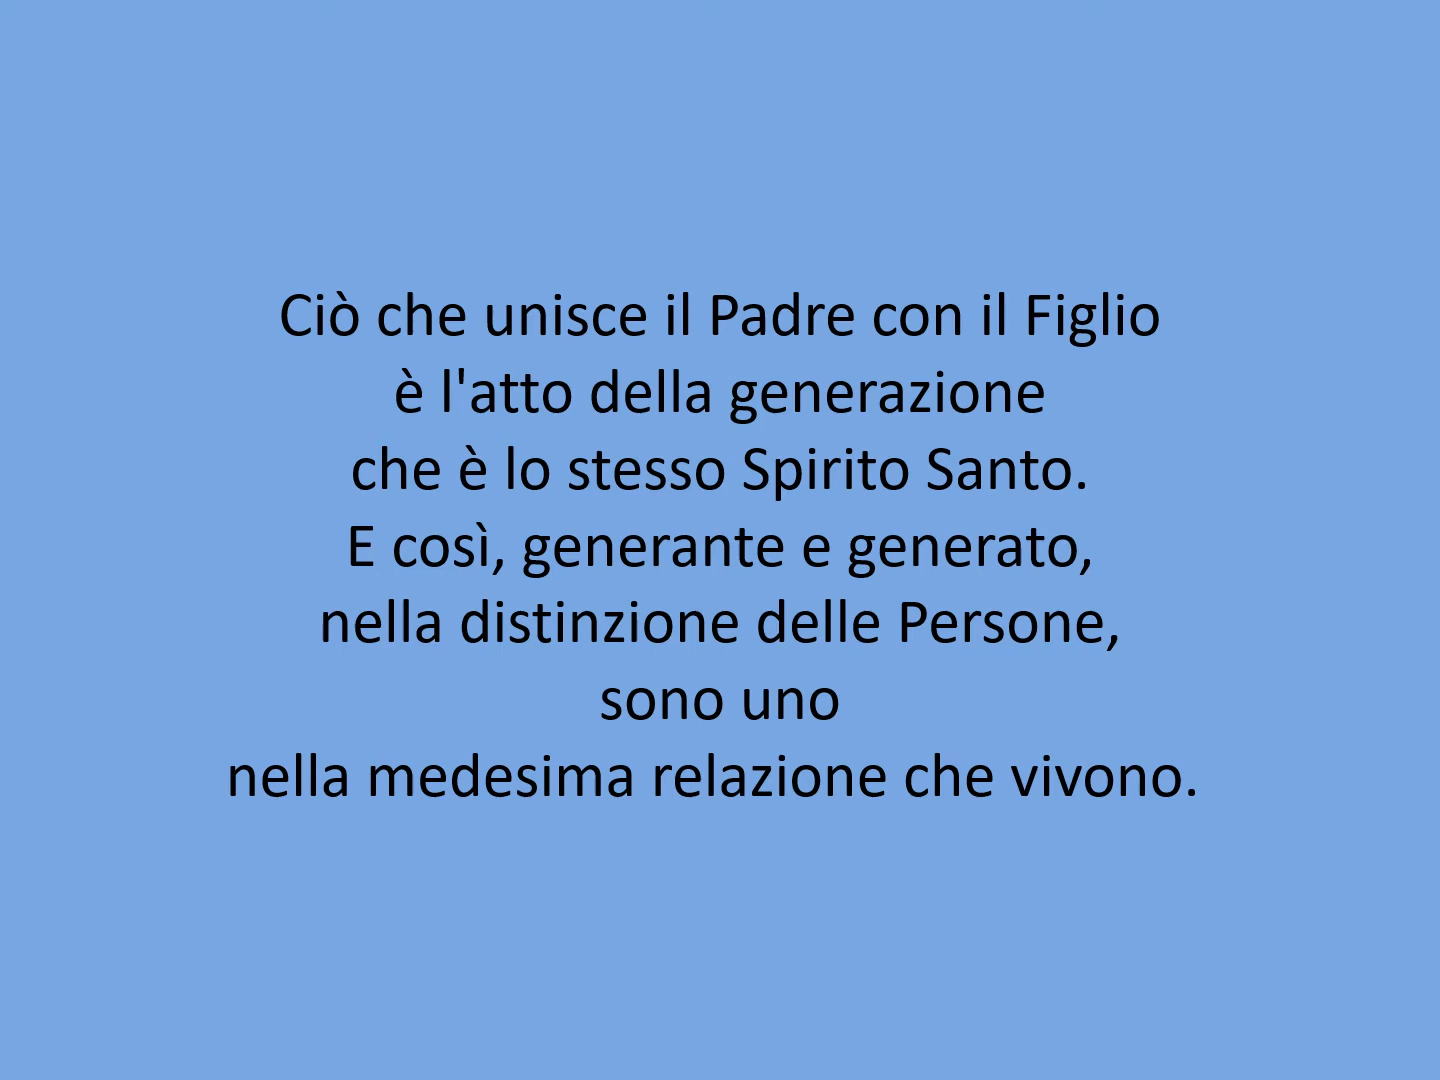 Ciò che unisce il Padre con il Figlio
è l'atto della generazione
che è lo stesso Spirito Santo.
E così, generante e generato,
nella distinzione delle Persone,
sono uno
nella medesima relazione che vivono.